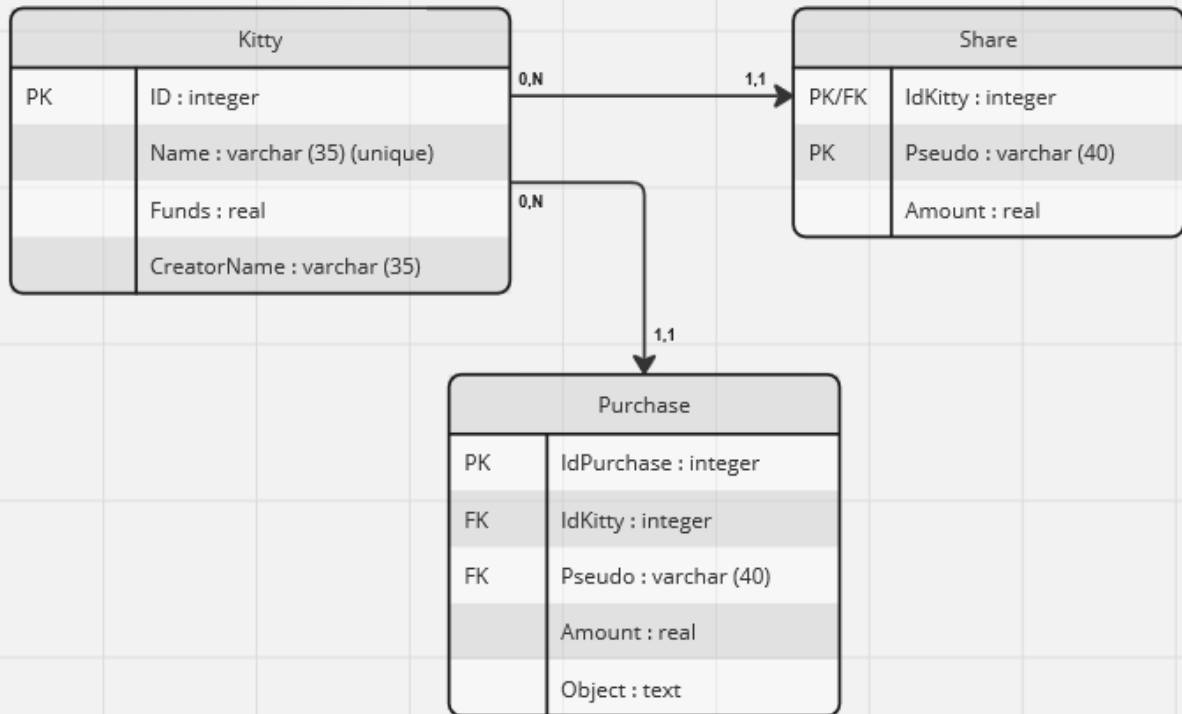 Kitty
PK ID : integer
Name : varchar (35) (unique)
Funds : real
CreatorName : varchar (35)
0,N 1,1
0,N
1,1
Share
PK/FK IdKitty : integer
PK Pseudo : varchar (40)
Amount : real
Purchase
PK IdPurchase : integer
FK IdKitty : integer
FK Pseudo : varchar (40)
Amount : real
Object : text